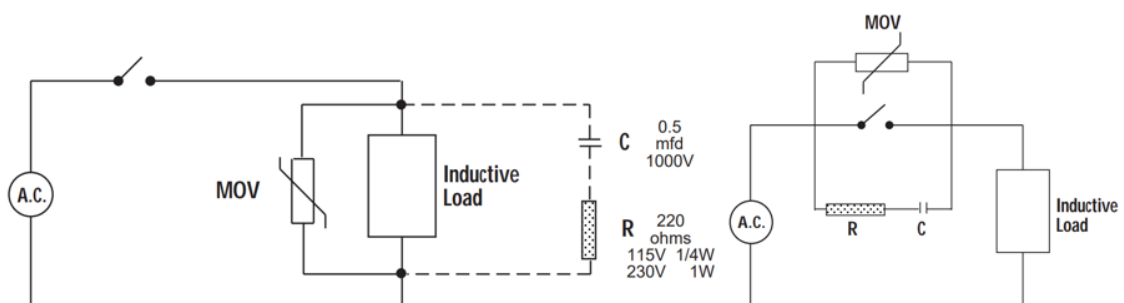 A.C.
MOV
Inductive
Load
C
0.5
mfd
1000V
R
220
ohms
115V 1/4W
230V 1W
MOV
A.C.
R
C
Inductive
Load